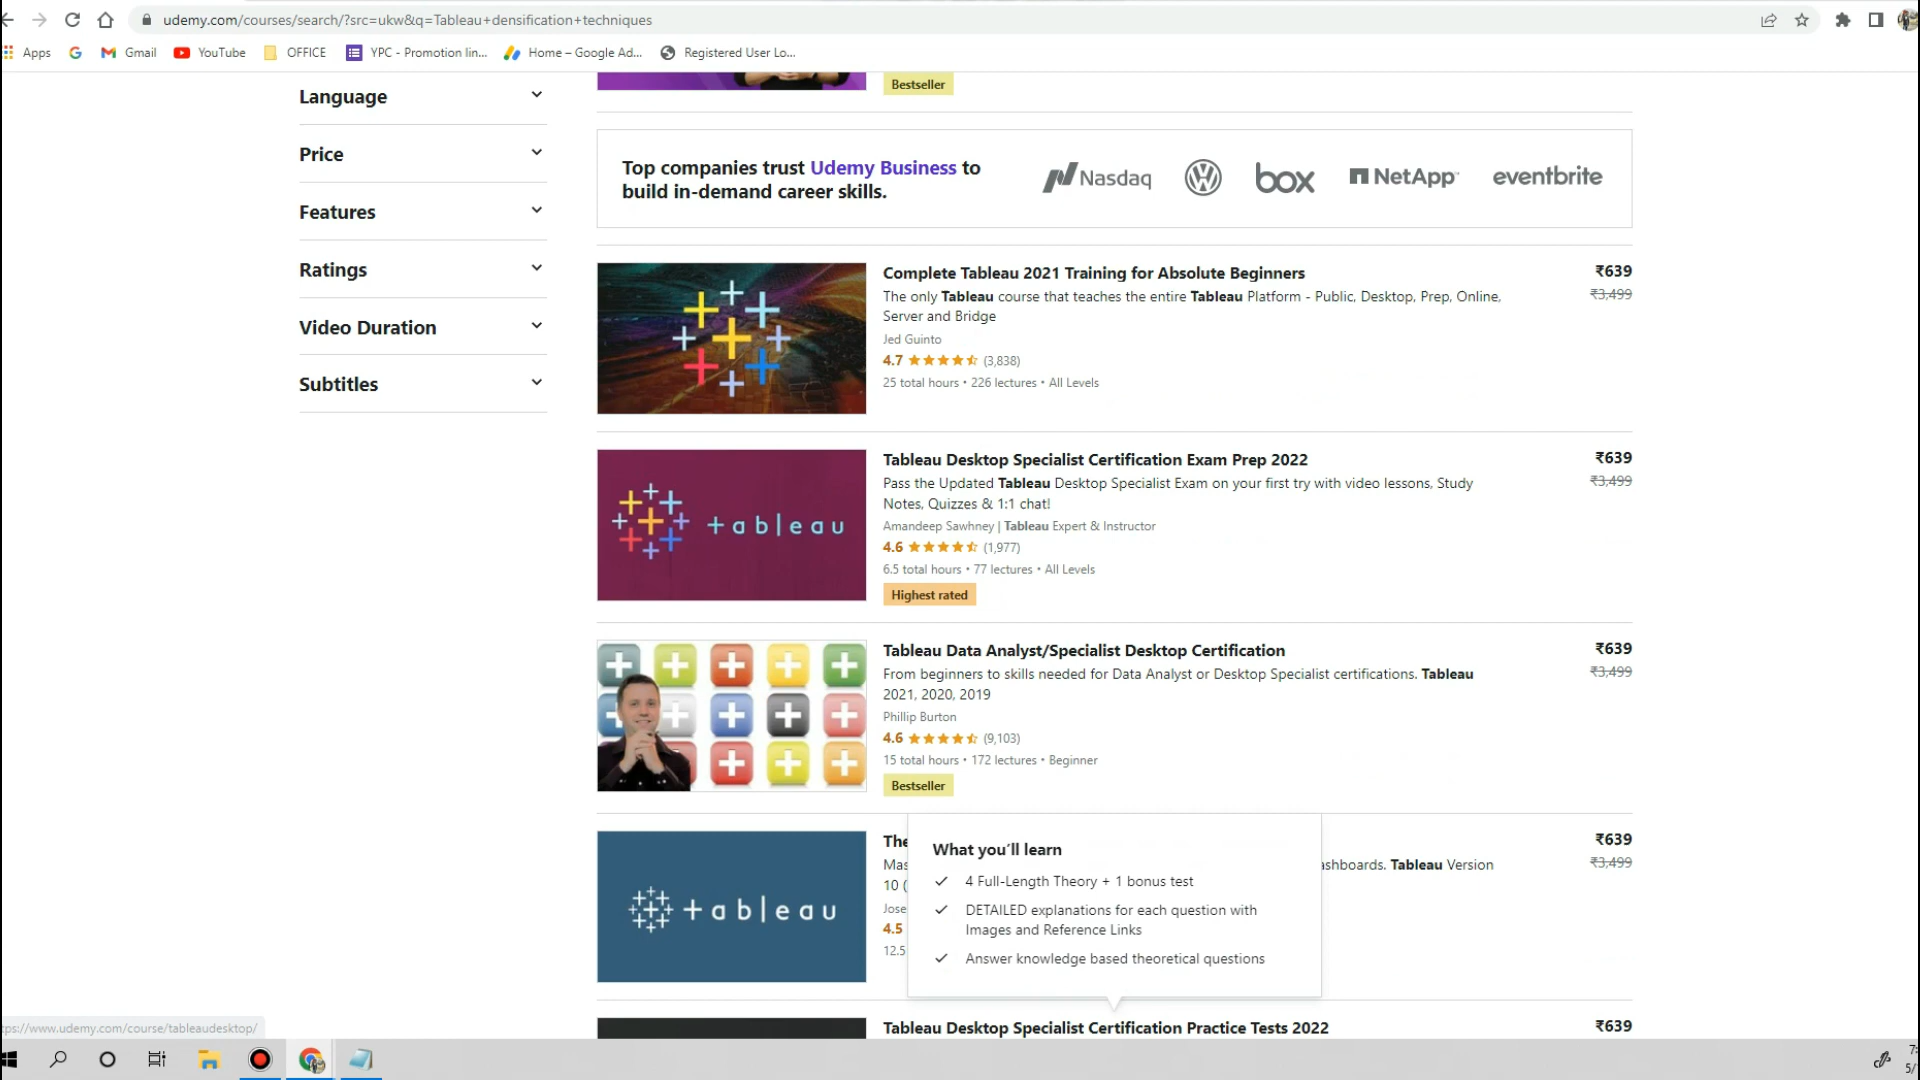 udemy.com/courses/search/?src=ukw&q=Tableau+densification+techniques
Apps
Gmail
YouTube
OFFICE
YPC - Promotion lin...
Home – Google Ad...
Registered User Lo...
Language
Price
Features
Ratings
Video Duration
Subtitles
Bestseller
Top companies trust Udemy Business to
build in-demand career skills.
Nasdaq
box
NetApp
eventbrite
Complete Tableau 2021 Training for Absolute Beginners
₹639
The only Tableau course that teaches the entire Tableau Platform - Public, Desktop, Prep, Online,
₹3,499
Server and Bridge
Jed Guinto
4.7 (3,838)
25 total hours • 226 lectures • All Levels
tableau
Tableau Desktop Specialist Certification Exam Prep 2022
₹639
Pass the Updated Tableau Desktop Specialist Exam on your first try with video lessons, Study
₹3,499
Notes, Quizzes & 1:1 chat!
Amandeep Sawhney | Tableau Expert & Instructor
4.6 (1,977)
6.5 total hours • 77 lectures • All Levels
Highest rated
Tableau Data Analyst/Specialist Desktop Certification
₹639
From beginners to skills needed for Data Analyst or Desktop Specialist certifications. Tableau
₹3,499
2021, 2020, 2019
Phillip Burton
4.6 (9,103)
15 total hours • 172 lectures • Beginner
Bestseller
tableau
The
₹639
Mas
ashboards. Tableau Version
₹3,499
10 (
Jose
4.5
12.5
What you'll learn
4 Full-Length Theory + 1 bonus test
DETAILED explanations for each question with
Images and Reference Links
Answer knowledge based theoretical questions
Tableau Desktop Specialist Certification Practice Tests 2022
₹639
tps://www.udemy.com/course/tableaudesktop/
7:
5/